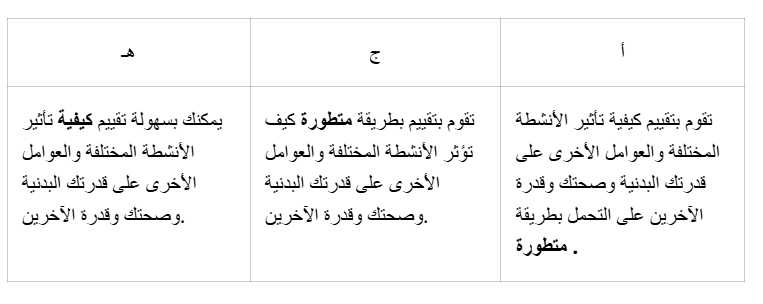 أ
ج
هـ
تقوم بتقييم كيفية تأثير الأنشطة
المختلفة والعوامل الأخرى على
قدرتك البدنية وصحتك وقدرة
الآخرين على التحمل بطريقة
متطورة .
تقوم بتقييم بطريقة متطورة كيف
تؤثر الأنشطة المختلفة والعوامل
الأخرى على قدرتك البدنية
وصحتك وقدرة الآخرين.
يمكنك بسهولة تقييم كيفية تأثير
الأنشطة المختلفة والعوامل
الأخرى على قدرتك البدنية
وصحتك وقدرة الآخرين.